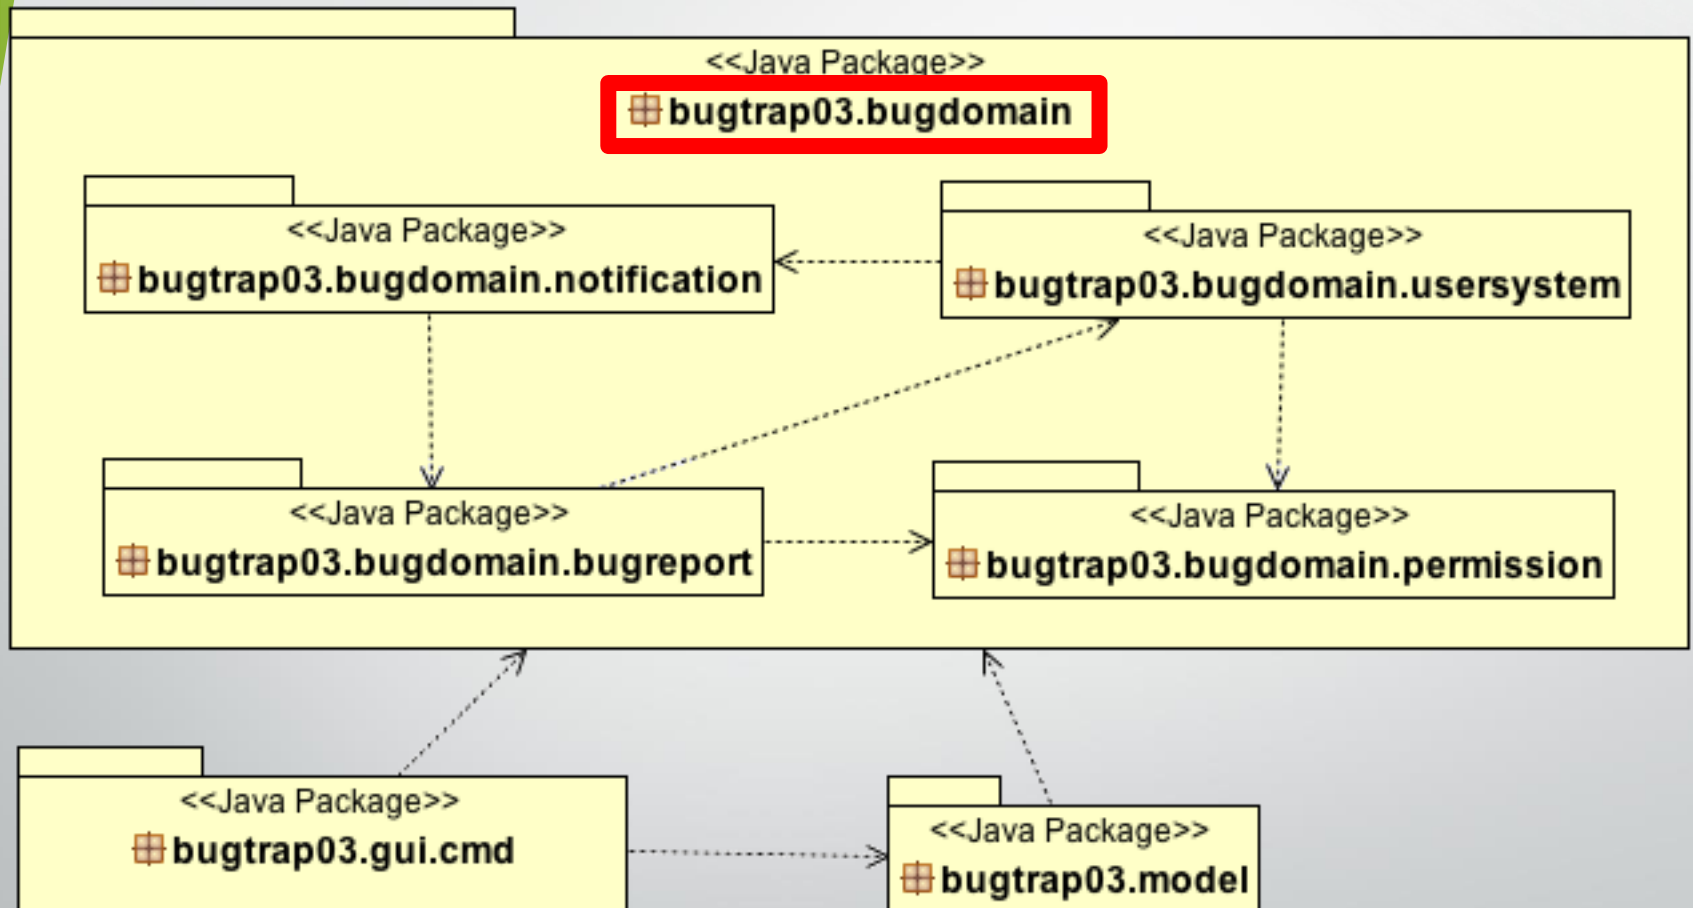 <<Java Package>>
bugtrap03.bugdomain
<<Java Package>>
bugtrap03.bugdomain.notification
<<Java Package>>
bugtrap03.bugdomain.usersystem
<<Java Package>>
bugtrap03.bugdomain.bugreport
<<Java Package>>
bugtrap03.bugdomain.permission
<<Java Package>>
bugtrap03.gui.cmd
<<Java Package>>
bugtrap03.model